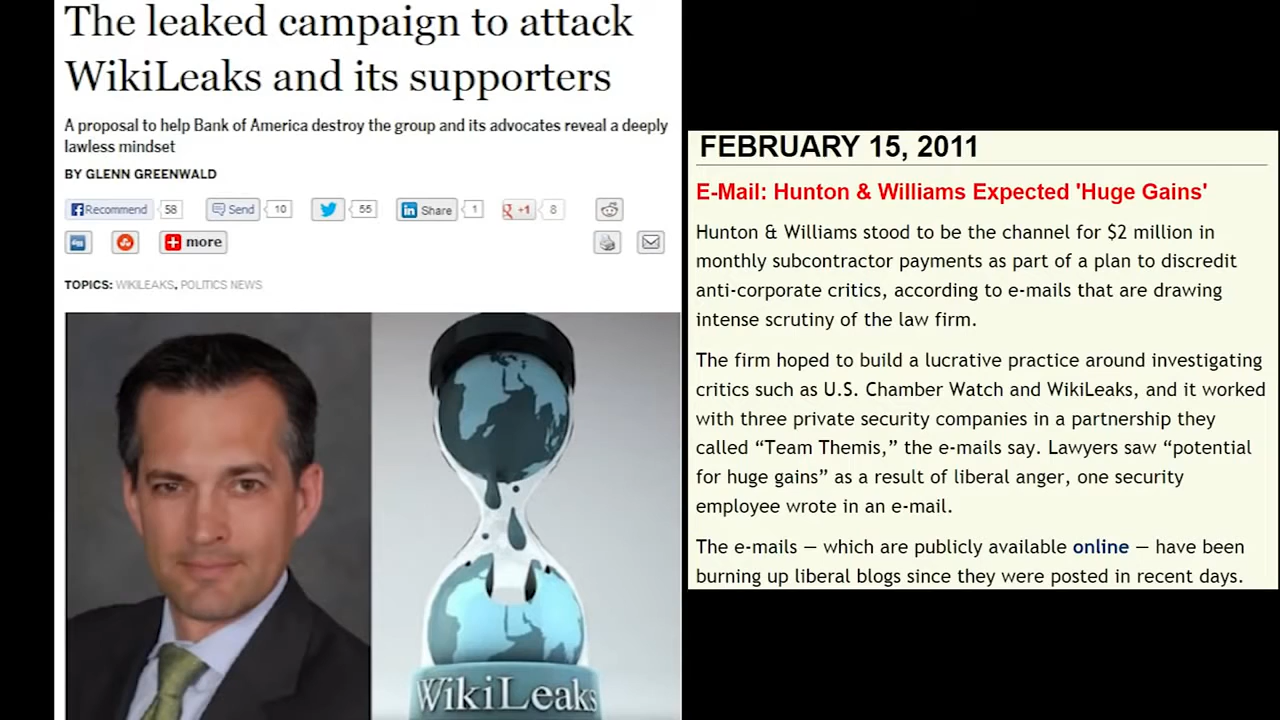 The leaked campaign to attack
WikiLeaks and its supporters
A proposal to help Bank of America destroy the group and its advocates reveal a deeply
lawless mindset
BY GLENN GREENWALD
Recommend 58 Send 10 55 Share 1 +1 8
more
TOPICS: WIKILEAKS, POLITICS NEWS
WikiLeaks
FEBRUARY 15, 2011
E-Mail: Hunton & Williams Expected 'Huge Gains'
Hunton & Williams stood to be the channel for $2 million in
monthly subcontractor payments as part of a plan to discredit
anti-corporate critics, according to e-mails that are drawing
intense scrutiny of the law firm.
The firm hoped to build a lucrative practice around investigating
critics such as U.S. Chamber Watch and WikiLeaks, and it worked
with three private security companies in a partnership they
called “Team Themis,” the e-mails say. Lawyers saw “potential
for huge gains” as a result of liberal anger, one security
employee wrote in an e-mail.
The e-mails — which are publicly available online — have been
burning up liberal blogs since they were posted in recent days.